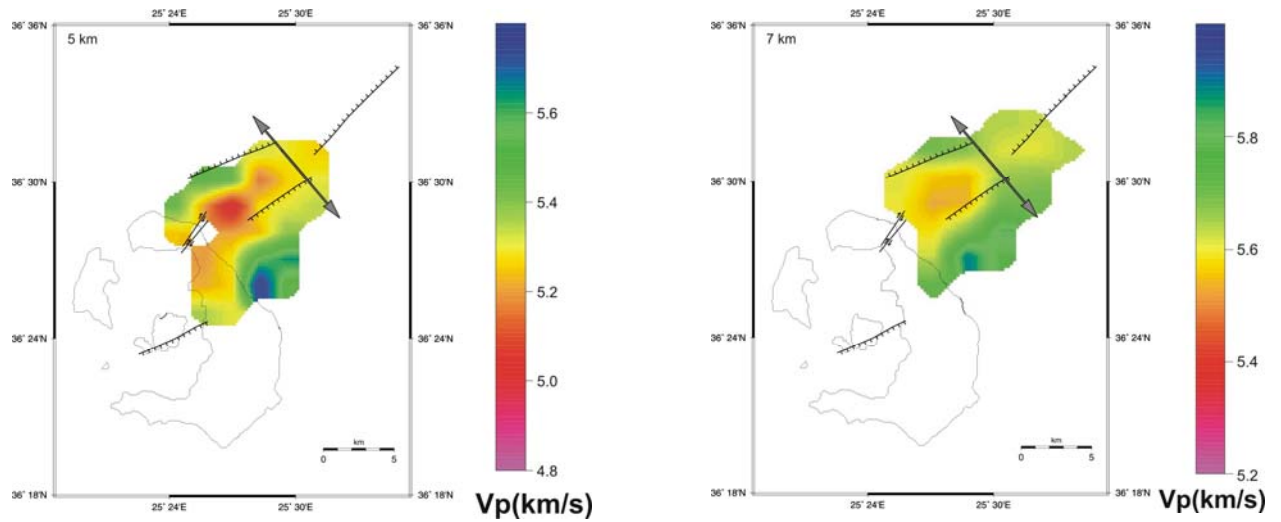 25° 24'E 25° 30'E
36° 36'N 36° 36'N
5 km
5.6
36° 30'N 36° 30'N
5.4
5.2
36° 24'N 36° 24'N
5.0
km
0 5
4.8
36° 18'N 36° 18'N
25° 24'E 25° 30'E
Vp(km/s)
25° 24'E 25° 30'E
36° 36'N 36° 36'N
7 km
5.8
36° 30'N 36° 30'N
5.6
36° 24'N 36° 24'N
5.4
km
0 5
5.2
36° 18'N 36° 18'N
25° 24'E 25° 30'E
Vp(km/s)